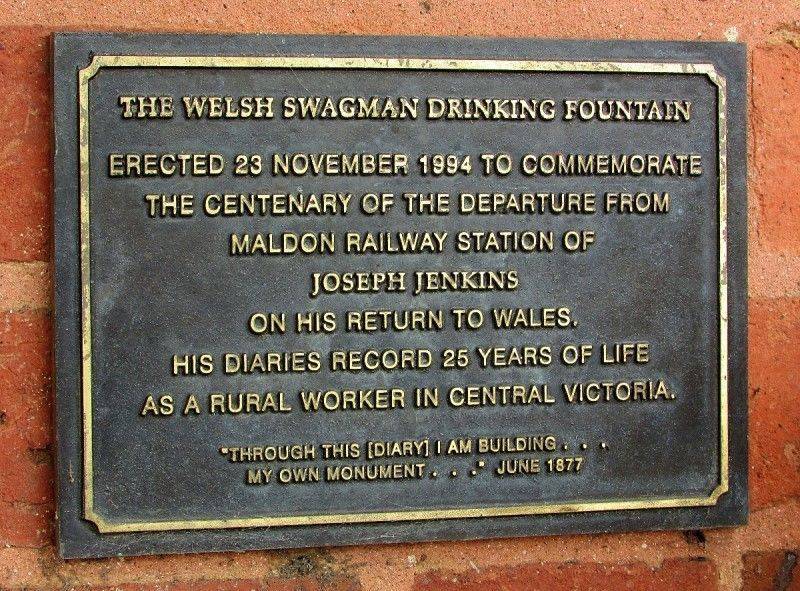 THE WELSH SWAGMAN DRINKING FOUNTAIN
ERECTED 23 NOVEMBER 1994 TO COMMEMORATE
THE CENTENARY OF THE DEPARTURE FROM
MALDON RAILWAY STATION OF
JOSEPH JENKINS
ON HIS RETURN TO WALES.
HIS DIARIES RECORD 25 YEARS OF LIFE
AS A RURAL WORKER IN CENTRAL VICTORIA.
"THROUGH THIS [DIARY] I AM BUILDING . . .
MY OWN MONUMENT . . ." JUNE 1877